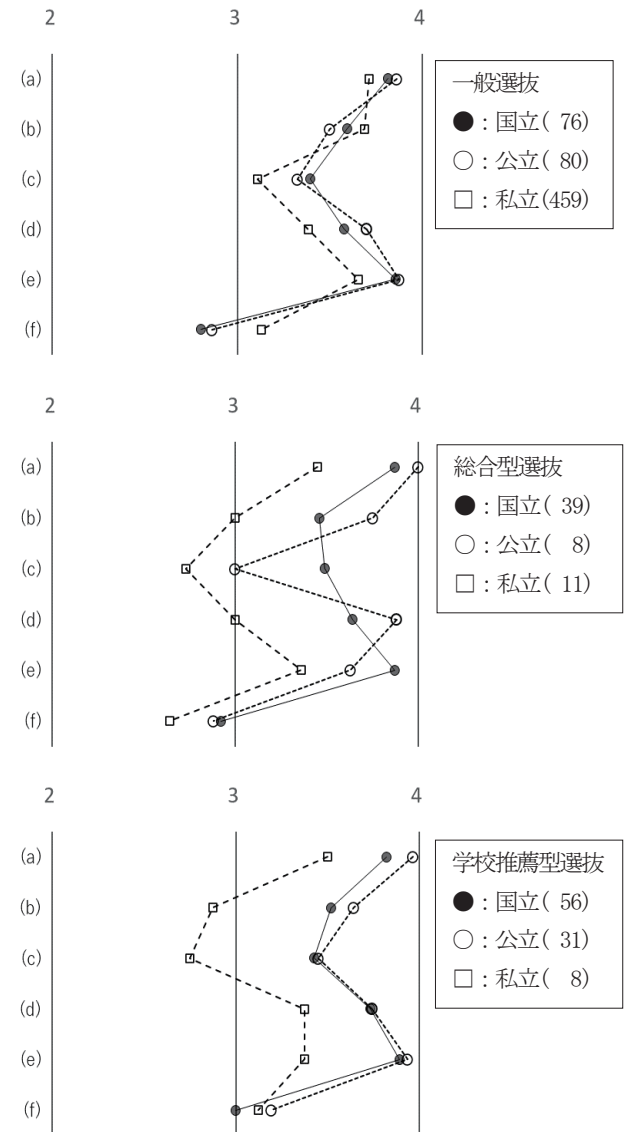 2 3 4
(a)
(b)
(c)
(d)
(e)
(f)
一般選抜
●：国立( 76)
○：公立( 80)
□：私立(459)
2 3 4
(a)
(b)
(c)
(d)
(e)
(f)
総合型選抜
●：国立( 39)
○：公立(  8)
□：私立( 11)
2 3 4
(a)
(b)
(c)
(d)
(e)
(f)
学校推薦型選抜
●：国立( 56)
○：公立( 31)
□：私立(  8)